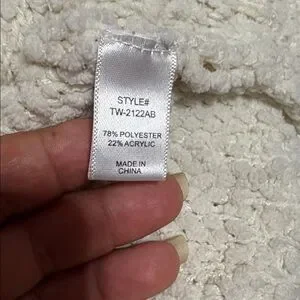 STYLE#
TW-2122AB
78% POLYESTER
22% ACRYLIC
MADE IN
CHINA